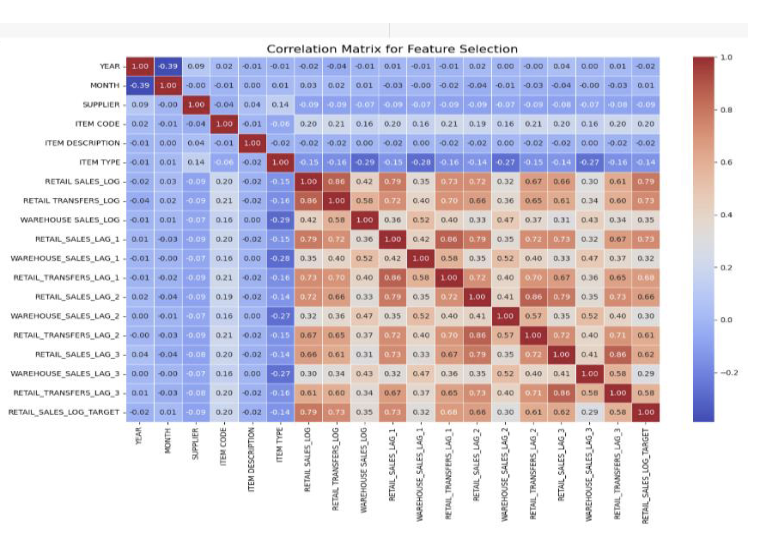 Correlation Matrix for Feature Selection
YEAR 1.00 -0.39 0.09 0.02 -0.01 -0.01 -0.02 -0.04 -0.01 0.01 -0.01 -0.01 0.02 0.00 -0.00 0.04 0.00 0.01 -0.02
MONTH -0.39 1.00 -0.00 -0.01 0.00 0.01 0.03 0.02 0.01 -0.03 -0.00 -0.02 -0.04 -0.01 -0.03 -0.04 -0.00 -0.03 0.01
SUPPLIER 0.09 -0.00 1.00 -0.04 0.04 0.14 -0.09 -0.09 -0.07 -0.09 -0.07 -0.09 -0.09 -0.07 -0.09 -0.08 -0.07 -0.08 -0.09
ITEM CODE 0.02 -0.01 -0.04 1.00 -0.01 -0.06 0.20 0.21 0.16 0.20 0.16 0.21 0.19 0.16 0.21 0.20 0.16 0.20 0.20
ITEM DESCRIPTION -0.01 0.00 0.04 -0.01 1.00 -0.02 -0.02 -0.02 0.00 -0.02 0.00 -0.02 -0.02 0.00 -0.02 -0.02 0.00 -0.02 -0.02
ITEM TYPE -0.01 0.01 0.14 -0.06 -0.02 1.00 -0.15 -0.16 -0.29 -0.15 -0.28 -0.16 -0.14 -0.27 -0.15 -0.14 -0.27 -0.16 -0.14
RETAIL SALES_LOG -0.02 0.03 -0.09 0.20 -0.02 -0.15 1.00 0.86 0.42 0.79 0.35 0.73 0.72 0.32 0.67 0.66 0.30 0.61 0.79
RETAIL TRANSFERS_LOG -0.04 0.02 -0.09 0.21 -0.02 -0.16 0.86 1.00 0.58 0.72 0.40 0.70 0.66 0.36 0.65 0.61 0.34 0.60 0.73
WAREHOUSE SALES_LOG -0.01 0.01 -0.07 0.16 0.00 -0.29 0.42 0.58 1.00 0.36 0.52 0.40 0.33 0.47 0.37 0.31 0.43 0.34 0.35
RETAIL_SALES_LAG_1 0.01 -0.03 -0.09 0.20 -0.02 -0.15 0.79 0.72 0.36 1.00 0.42 0.86 0.79 0.35 0.72 0.73 0.32 0.67 0.73
WAREHOUSE_SALES_LAG_1 -0.01 -0.00 -0.07 0.16 0.00 -0.28 0.35 0.40 0.52 0.42 1.00 0.58 0.35 0.52 0.40 0.33 0.47 0.37 0.32
RETAIL_TRANSFERS_LAG_1 -0.01 -0.02 -0.09 0.21 -0.02 -0.16 0.73 0.70 0.40 0.86 0.58 1.00 0.72 0.40 0.70 0.67 0.36 0.65 0.68
RETAIL_SALES_LAG_2 0.02 -0.04 -0.09 0.19 -0.02 -0.14 0.72 0.66 0.33 0.79 0.35 0.72 1.00 0.41 0.86 0.79 0.35 0.73 0.66
WAREHOUSE_SALES_LAG_2 0.00 -0.01 -0.07 0.16 0.00 -0.27 0.32 0.36 0.47 0.35 0.52 0.40 0.41 1.00 0.57 0.35 0.52 0.40 0.30
RETAIL_TRANSFERS_LAG_2 -0.00 -0.03 -0.09 0.21 -0.02 -0.15 0.67 0.65 0.37 0.72 0.40 0.70 0.86 0.57 1.00 0.72 0.40 0.71 0.61
RETAIL_SALES_LAG_3 0.04 -0.04 -0.08 0.20 -0.02 -0.14 0.66 0.61 0.31 0.73 0.33 0.67 0.79 0.35 0.72 1.00 0.41 0.86 0.62
WAREHOUSE_SALES_LAG_3 0.00 -0.00 -0.07 0.16 0.00 -0.27 0.30 0.34 0.43 0.32 0.47 0.36 0.35 0.52 0.40 0.41 1.00 0.58 0.29
RETAIL_TRANSFERS_LAG_3 0.01 -0.03 -0.08 0.20 -0.02 -0.16 0.61 0.60 0.34 0.67 0.37 0.65 0.73 0.40 0.71 0.86 0.58 1.00 0.58
RETAIL_SALES_LOG_TARGET -0.02 0.01 -0.09 0.20 -0.02 -0.14 0.79 0.73 0.35 0.73 0.32 0.68 0.66 0.30 0.61 0.62 0.29 0.58 1.00
YEAR
MONTH
SUPPLIER
ITEM CODE
ITEM DESCRIPTION
ITEM TYPE
RETAIL SALES_LOG
RETAIL TRANSFERS_LOG
WAREHOUSE SALES_LOG
RETAIL_SALES_LAG_1
WAREHOUSE_SALES_LAG_1
RETAIL_TRANSFERS_LAG_1
RETAIL_SALES_LAG_2
WAREHOUSE_SALES_LAG_2
RETAIL_TRANSFERS_LAG_2
RETAIL_SALES_LAG_3
WAREHOUSE_SALES_LAG_3
RETAIL_TRANSFERS_LAG_3
RETAIL_SALES_LOG_TARGET
1.0
0.8
0.6
0.4
0.2
0.0
-0.2